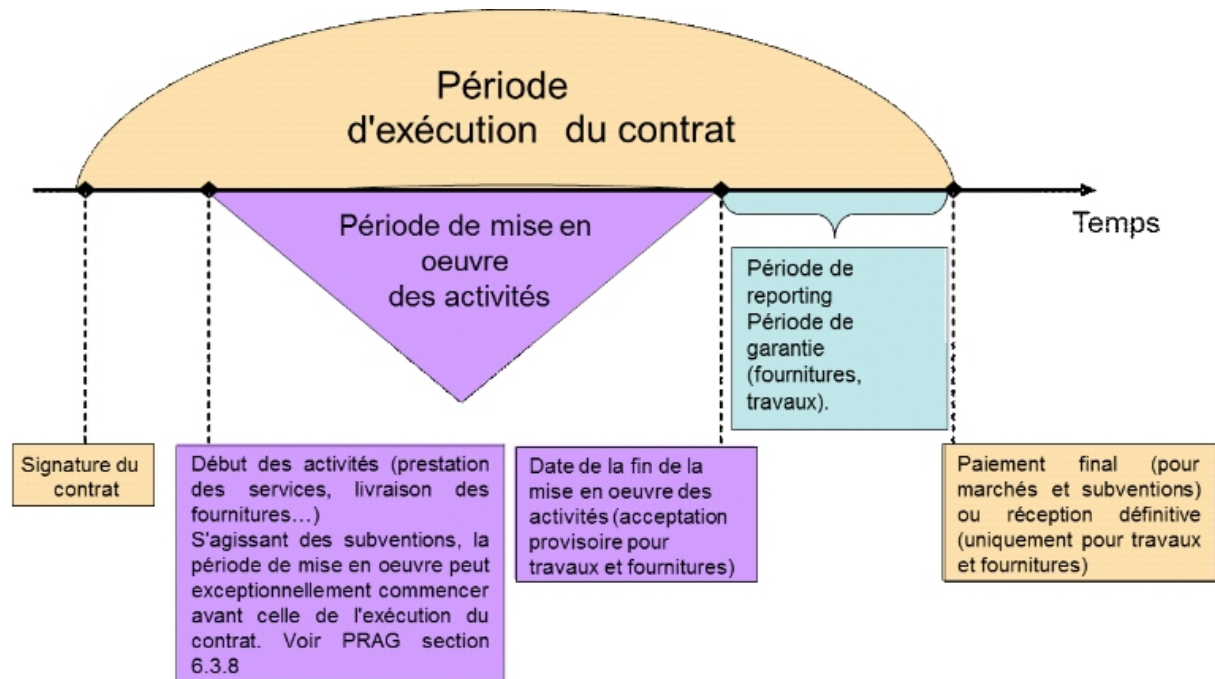 Période
d'exécution du contrat
Temps
Période de mise en
oeuvre
des activités
Période de
reporting
Période de
garantie
(fournitures,
travaux).
Signature du
contrat
Début des activités (prestation
des services, livraison des
fournitures…)
S'agissant des subventions, la
période de mise en oeuvre peut
exceptionnellement commencer
avant celle de l'exécution du
contrat. Voir PRAG section
6.3.8
Date de la fin de la
mise en oeuvre des
activités (acceptation
provisoire pour
travaux et fournitures)
Paiement final (pour
marchés et subventions)
ou réception définitive
(uniquement pour travaux
et fournitures)